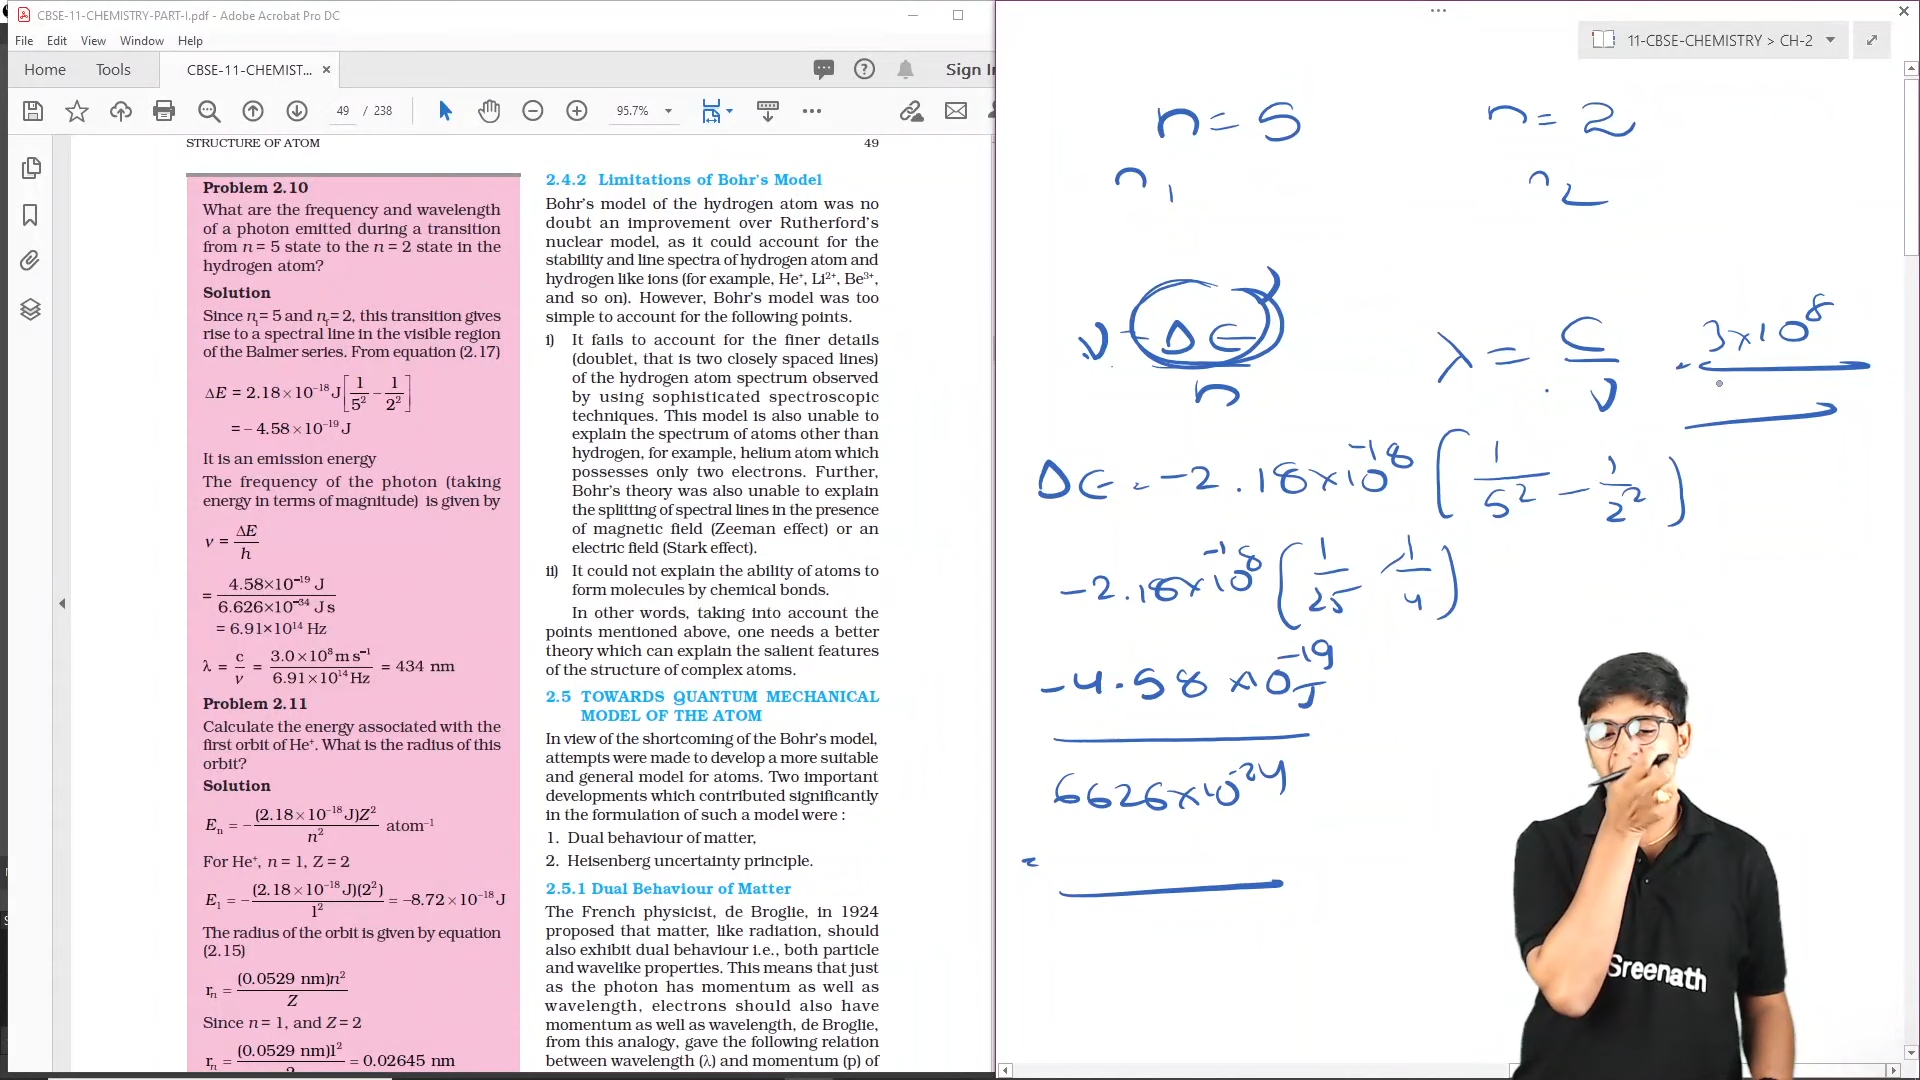 CBSE-11-CHEMISTRY-PART-I.pdf - Adobe Acrobat Pro DC
File Edit View Window Help
Home Tools CBSE-11-CHEMIST... × Sign In
49 / 238 95.7%
STRUCTURE OF ATOM 49
Problem 2.10
What are the frequency and wavelength
of a photon emitted during a transition
from n = 5 state to the n = 2 state in the
hydrogen atom?
Solution
Since nᵢ = 5 and n_f = 2, this transition gives
rise to a spectral line in the visible region
of the Balmer series. From equation (2.17)
ΔE = 2.18×10⁻¹⁸ J [1/5² − 1/2²]
= − 4.58×10⁻¹⁹ J
It is an emission energy
The frequency of the photon (taking
energy in terms of magnitude) is given by
ν = ΔE/h
= 4.58×10⁻¹⁹ J / 6.626×10⁻³⁴ J s
= 6.91×10¹⁴ Hz
λ = c/ν = 3.0×10⁸ m s⁻¹ / 6.91×10¹⁴ Hz = 434 nm
Problem 2.11
Calculate the energy associated with the
first orbit of He⁺. What is the radius of this
orbit?
Solution
Eₙ = − (2.18×10⁻¹⁸ J)Z² / n² atom⁻¹
For He⁺, n = 1, Z = 2
E₁ = − (2.18×10⁻¹⁸ J)(2²) / 1² = −8.72×10⁻¹⁸ J
The radius of the orbit is given by equation
(2.15)
rₙ = (0.0529 nm)n² / Z
Since n = 1, and Z = 2
rₙ = (0.0529 nm)1² / 2 = 0.02645 nm
2.4.2 Limitations of Bohr's Model
Bohr's model of the hydrogen atom was no
doubt an improvement over Rutherford's
nuclear model, as it could account for the
stability and line spectra of hydrogen atom and
hydrogen like ions (for example, He⁺, Li²⁺, Be³⁺,
and so on). However, Bohr's model was too
simple to account for the following points.
i) It fails to account for the finer details
(doublet, that is two closely spaced lines)
of the hydrogen atom spectrum observed
by using sophisticated spectroscopic
techniques. This model is also unable to
explain the spectrum of atoms other than
hydrogen, for example, helium atom which
possesses only two electrons. Further,
Bohr's theory was also unable to explain
the splitting of spectral lines in the presence
of magnetic field (Zeeman effect) or an
electric field (Stark effect).
ii) It could not explain the ability of atoms to
form molecules by chemical bonds.
In other words, taking into account the
points mentioned above, one needs a better
theory which can explain the salient features
of the structure of complex atoms.
2.5 TOWARDS QUANTUM MECHANICAL
MODEL OF THE ATOM
In view of the shortcoming of the Bohr's model,
attempts were made to develop a more suitable
and general model for atoms. Two important
developments which contributed significantly
in the formulation of such a model were :
1. Dual behaviour of matter,
2. Heisenberg uncertainty principle.
2.5.1 Dual Behaviour of Matter
The French physicist, de Broglie, in 1924
proposed that matter, like radiation, should
also exhibit dual behaviour i.e., both particle
and wavelike properties. This means that just
as the photon has momentum as well as
wavelength, electrons should also have
momentum as well as wavelength, de Broglie,
from this analogy, gave the following relation
between wavelength (λ) and momentum (p) of
11-CBSE-CHEMISTRY > CH-2
n = 5 n = 2
n₁ n₂
ν = ΔE/h λ = c/ν = 3×10⁸
ΔE = −2.18×10⁻¹⁸ (1/5² − 1/2²)
−2.18×10⁻¹⁸ (1/25 − 1/4)
−4.58×10⁻¹⁹ J
6626×10⁻³⁴
=
Sreenath